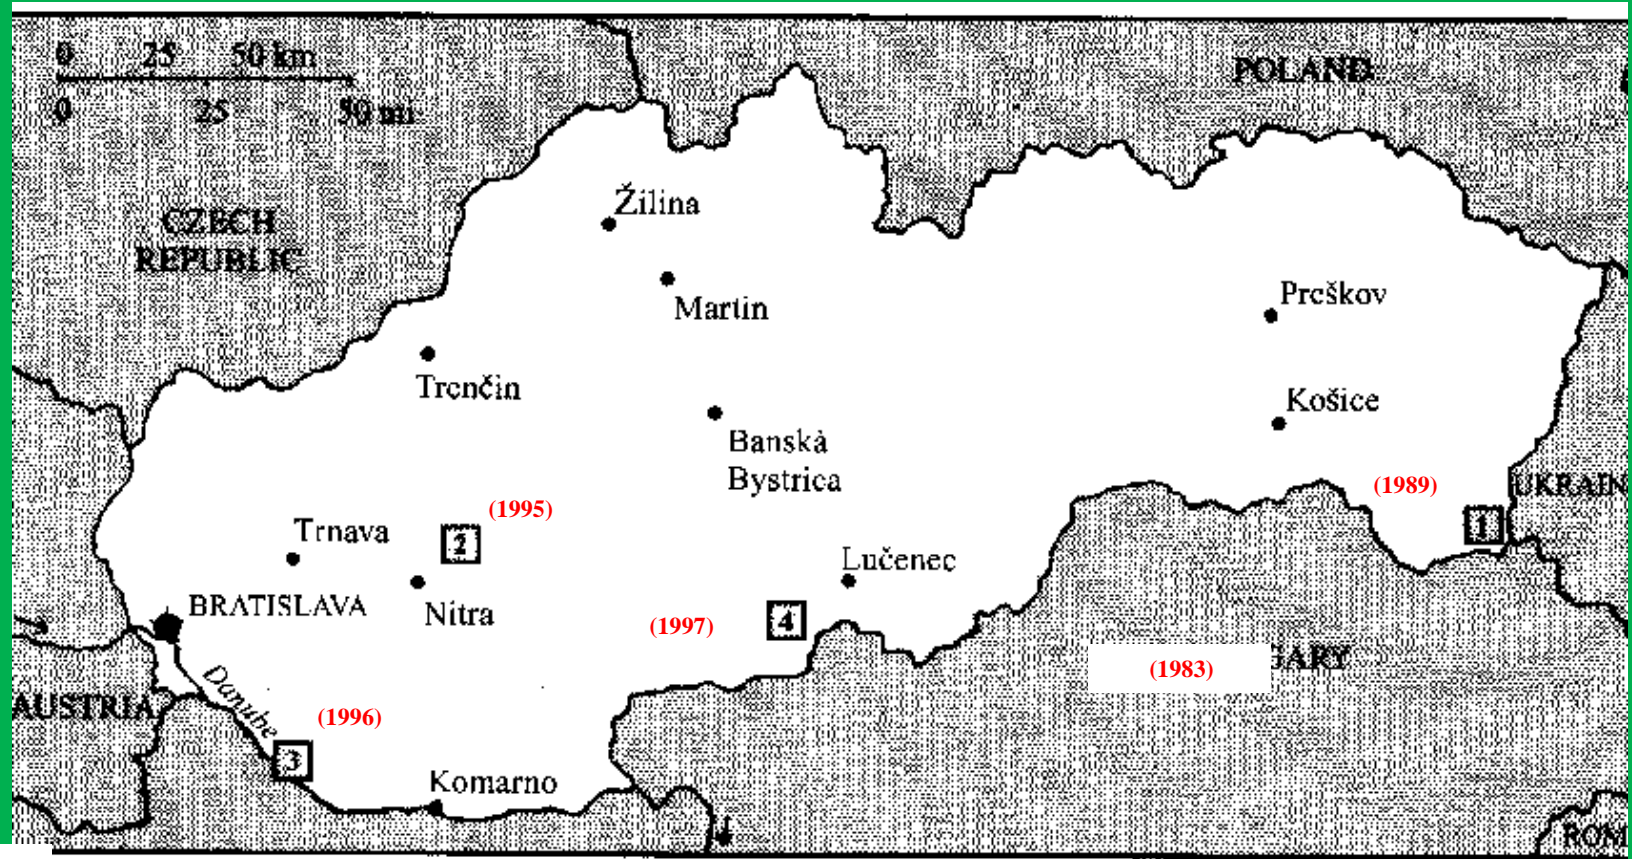 0 25 50 km
0 25 50 mi
POLAND
CZECH
REPUBLIC
Žilina
Martin
Preškov
Trenčin
Košice
Banská
Bystrica
(1989)
UKRAIN
1
(1995)
2
Trnava
Lučenec
BRATISLAVA
Nitra
(1997)
4
(1983)
GARY
Danube
AUSTRIA
(1996)
3
Komarno
ROM